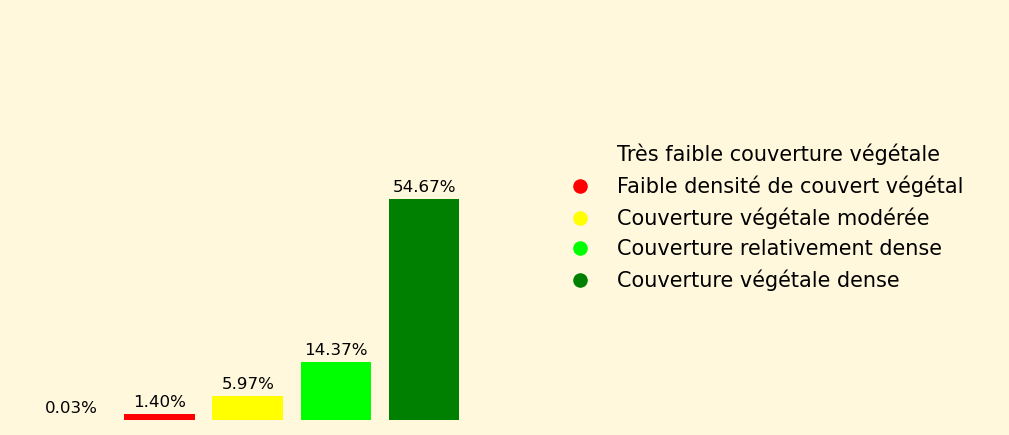 0.03%
1.40%
5.97%
14.37%
54.67%
Très faible couverture végétale
Faible densité de couvert végétal
Couverture végétale modérée
Couverture relativement dense
Couverture végétale dense